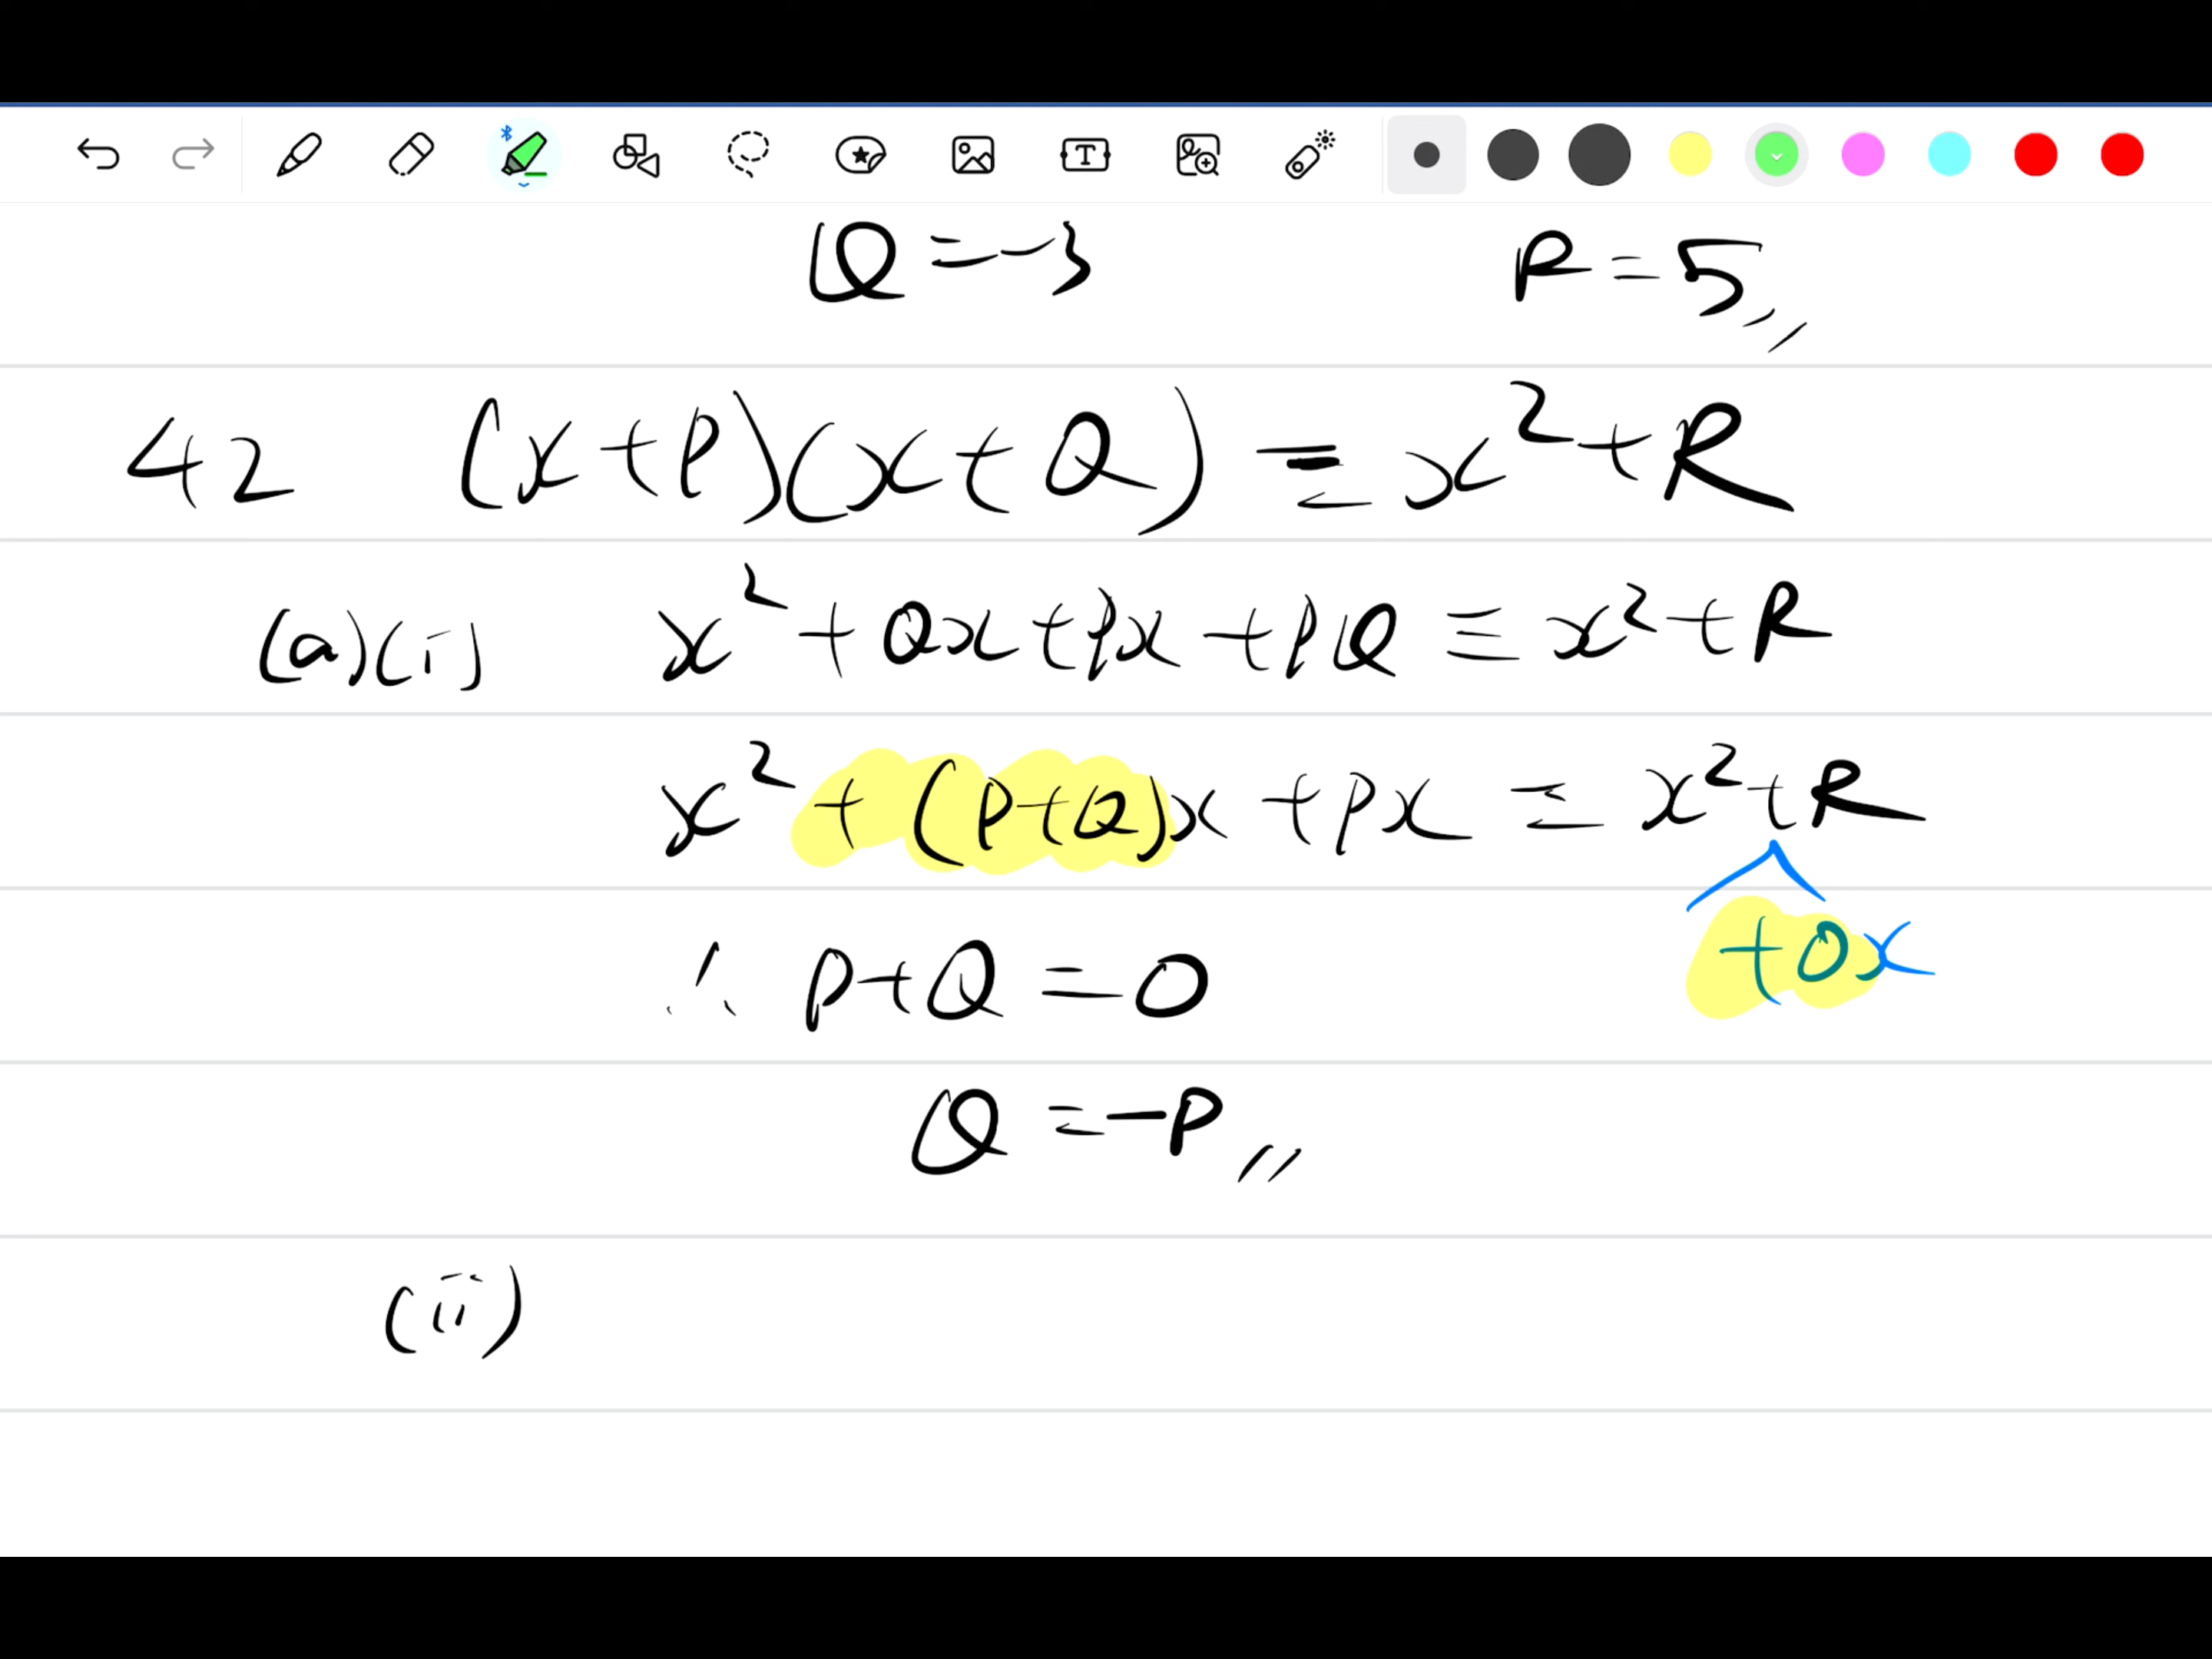 Q = -3 R = 5
42 (x+P)(x+Q) ≡ x²+R
(a)(i) x²+Qx+Px+PQ ≡ x²+R
x²+(P+Q)x+Px ≡ x²+R
+0x
∴ P+Q=0
Q=-P
(ii)